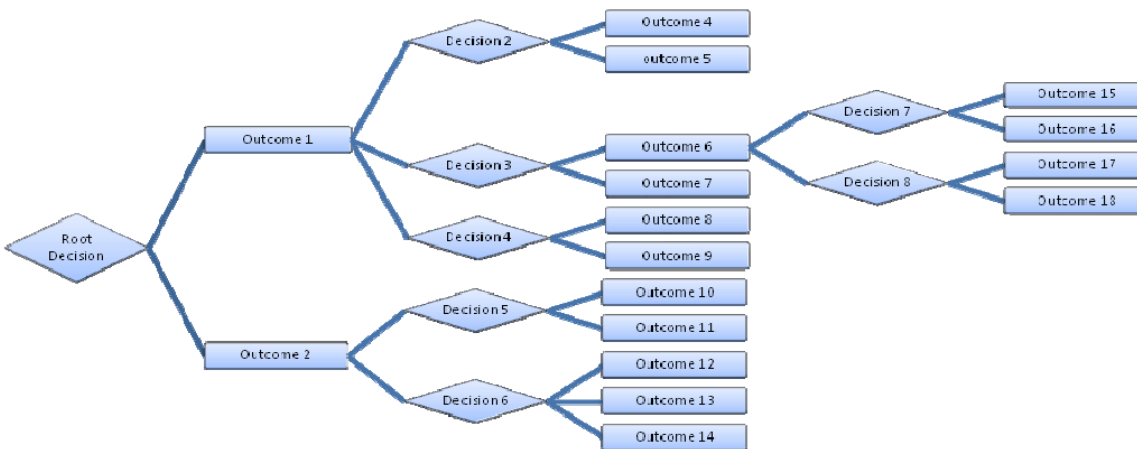 Root
Decision
Outcome 1
Outcome 2
Decision 2
Decision 3
Decision 4
Decision 5
Decision 6
Outcome 4
outcome 5
Outcome 6
Outcome 7
Outcome 8
Outcome 9
Outcome 10
Outcome 11
Outcome 12
Outcome 13
Outcome 14
Decision 7
Decision 8
Outcome 15
Outcome 16
Outcome 17
Outcome 18